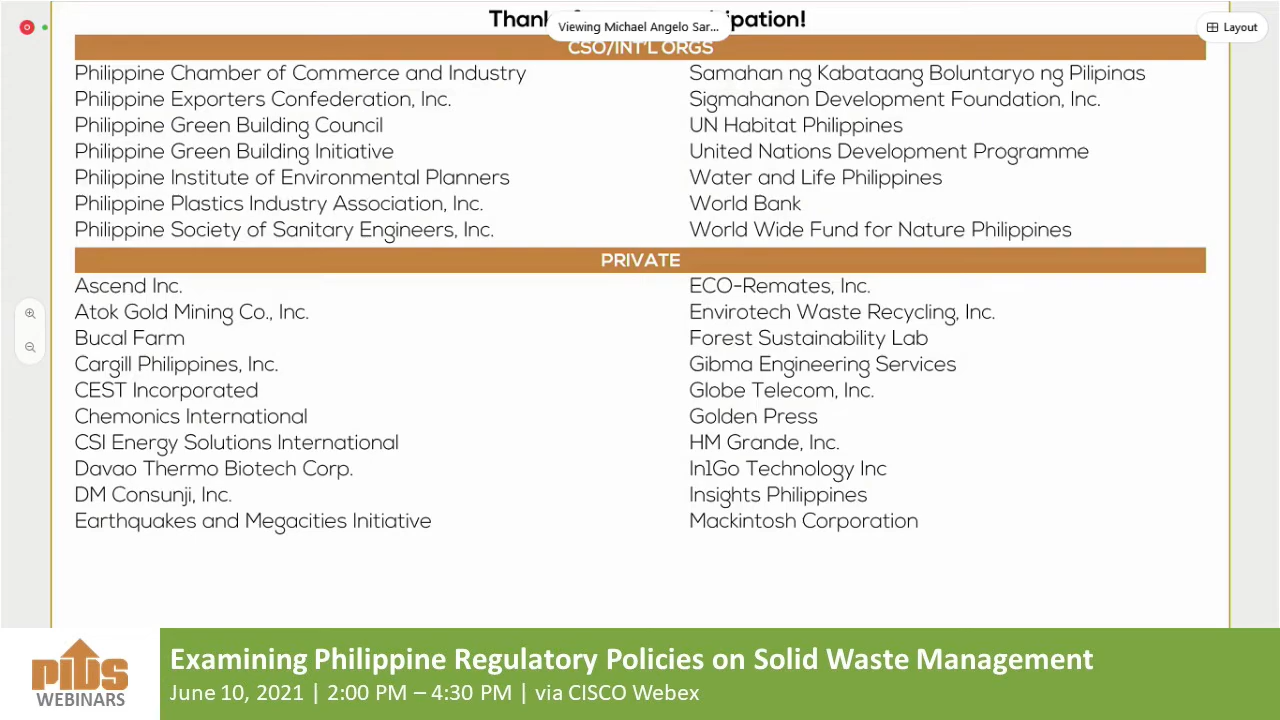 Thank
ipation!
Viewing Michael Angelo Sar...
Layout
CSO/INT'L ORGS
Philippine Chamber of Commerce and Industry
Philippine Exporters Confederation, Inc.
Philippine Green Building Council
Philippine Green Building Initiative
Philippine Institute of Environmental Planners
Philippine Plastics Industry Association, Inc.
Philippine Society of Sanitary Engineers, Inc.
Samahan ng Kabataang Boluntaryo ng Pilipinas
Sigmahanon Development Foundation, Inc.
UN Habitat Philippines
United Nations Development Programme
Water and Life Philippines
World Bank
World Wide Fund for Nature Philippines
PRIVATE
Ascend Inc.
Atok Gold Mining Co., Inc.
Bucal Farm
Cargill Philippines, Inc.
CEST Incorporated
Chemonics International
CSI Energy Solutions International
Davao Thermo Biotech Corp.
DM Consunji, Inc.
Earthquakes and Megacities Initiative
ECO-Remates, Inc.
Envirotech Waste Recycling, Inc.
Forest Sustainability Lab
Gibma Engineering Services
Globe Telecom, Inc.
Golden Press
HM Grande, Inc.
In1Go Technology Inc
Insights Philippines
Mackintosh Corporation
PIDS
WEBINARS
Examining Philippine Regulatory Policies on Solid Waste Management
June 10, 2021 | 2:00 PM – 4:30 PM | via CISCO Webex